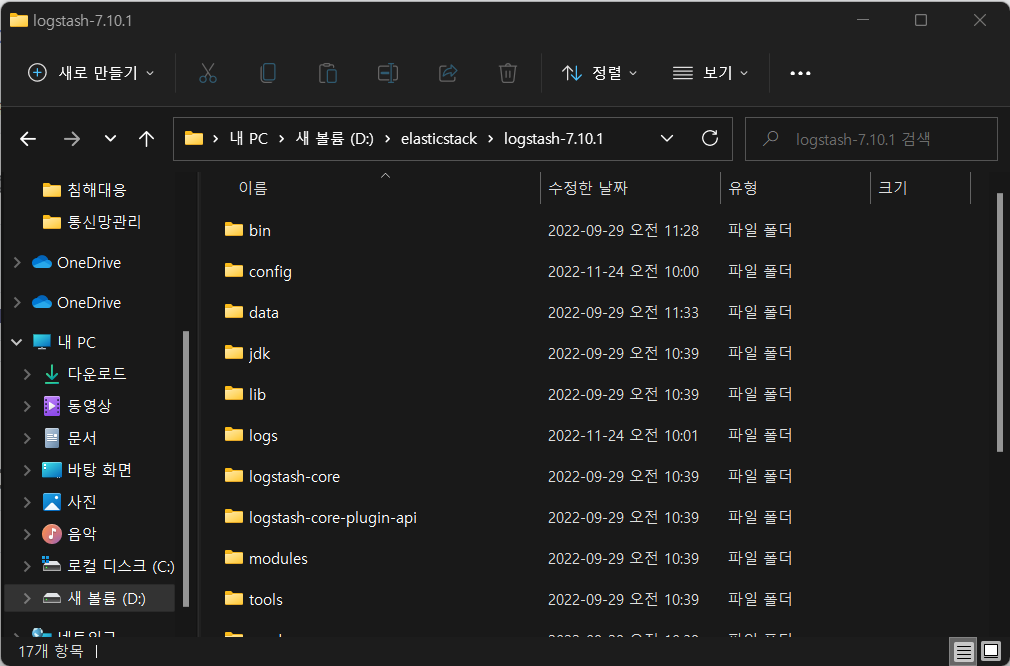 logstash-7.10.1
새로 만들기
정렬
보기
내 PC > 새 볼륨 (D:) > elasticstack > logstash-7.10.1
logstash-7.10.1 검색
침해대응
통신망관리
OneDrive
OneDrive
내 PC
다운로드
동영상
문서
바탕 화면
사진
음악
로컬 디스크 (C:)
새 볼륨 (D:)
네트워크
이름 수정한 날짜 유형 크기
bin 2022-09-29 오전 11:28 파일 폴더
config 2022-11-24 오전 10:00 파일 폴더
data 2022-09-29 오전 11:33 파일 폴더
jdk 2022-09-29 오전 10:39 파일 폴더
lib 2022-09-29 오전 10:39 파일 폴더
logs 2022-11-24 오전 10:01 파일 폴더
logstash-core 2022-09-29 오전 10:39 파일 폴더
logstash-core-plugin-api 2022-09-29 오전 10:39 파일 폴더
modules 2022-09-29 오전 10:39 파일 폴더
tools 2022-09-29 오전 10:39 파일 폴더
17개 항목